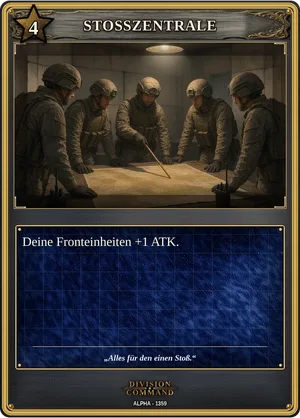 4
STOSSZENTRALE
Deine Fronteinheiten +1 ATK.
„Alles für den einen Stoß.“
DIVISION
COMMAND
ALPHA - 1359